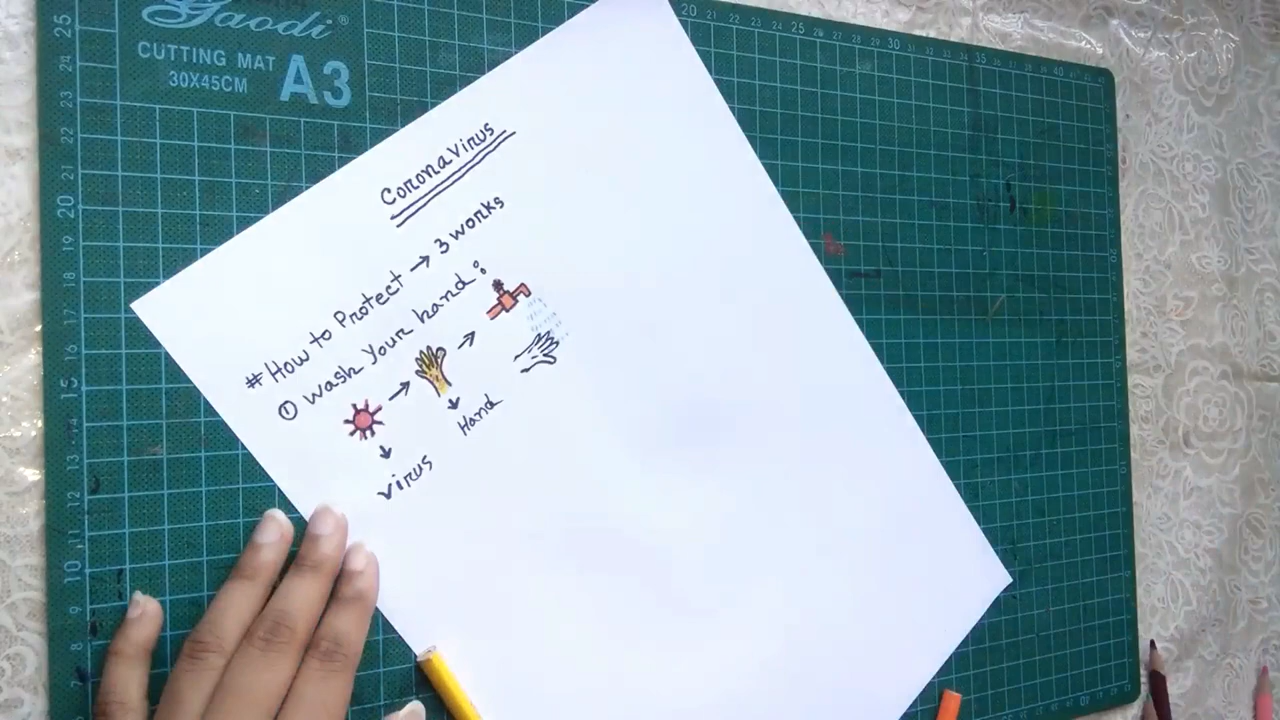 Gaodi®
CUTTING MAT
30X45CM
A3
Coronavirus
# How to Protect → 3 works
① wash your hand:
virus
Hand